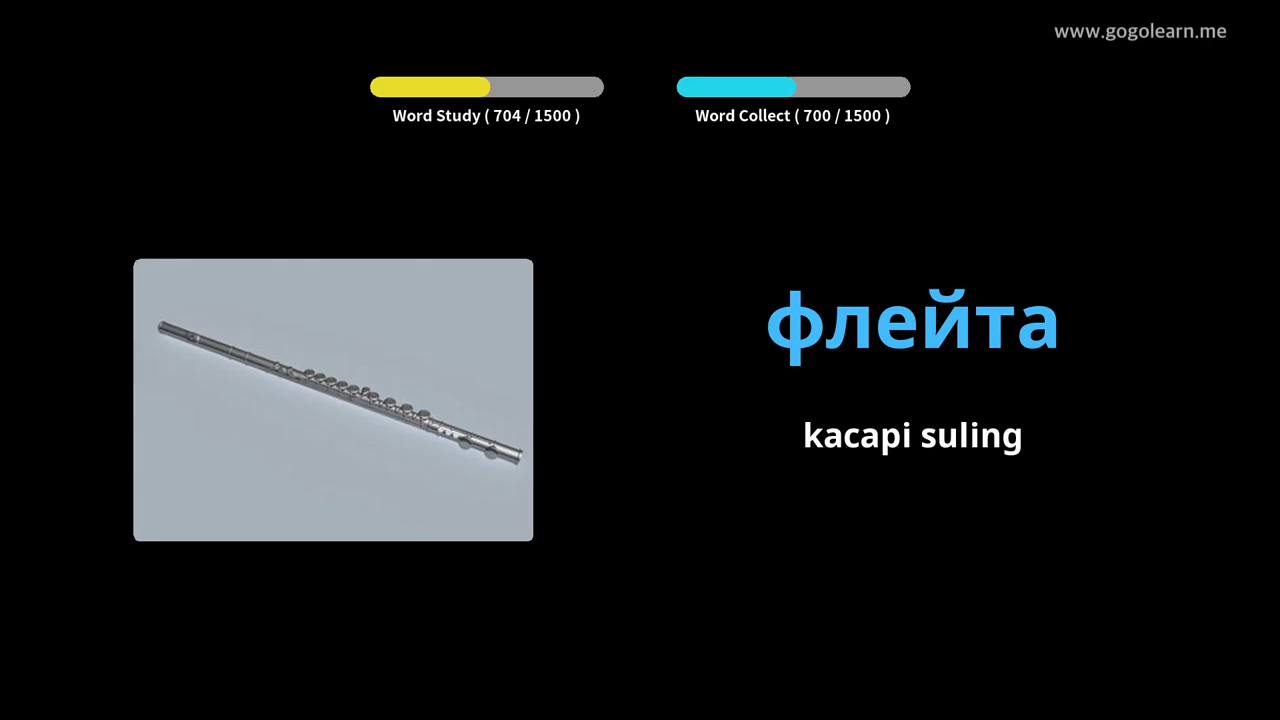 www.gogolearn.me
Word Study ( 704 / 1500 )
Word Collect ( 700 / 1500 )
флейта
kacapi suling